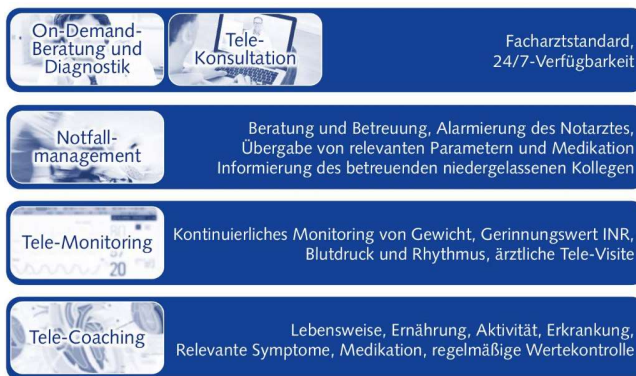 On-Demand-
Beratung und
Diagnostik
Tele-
Konsultation
Facharztstandard,
24/7-Verfügbarkeit
Notfall-
management
Beratung und Betreuung, Alarmierung des Notarztes,
Übergabe von relevanten Parametern und Medikation
Informierung des betreuenden niedergelassenen Kollegen
Tele-Monitoring
20
Kontinuierliches Monitoring von Gewicht, Gerinnungswert INR,
Blutdruck und Rhythmus, ärztliche Tele-Visite
Tele-Coaching
Lebensweise, Ernährung, Aktivität, Erkrankung,
Relevante Symptome, Medikation, regelmäßige Wertekontrolle